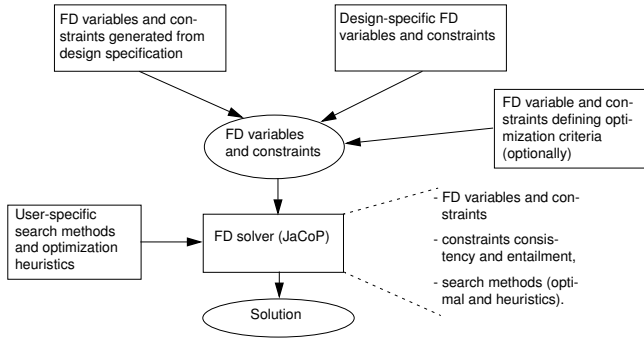 FD variables and con-
straints generated from
design specification
Design-specific FD
variables and constraints
FD variable and con-
straints defining opti-
mization criteria
(optionally)
FD variables
and constraints
User-specific
search methods
and optimization
heuristics
FD solver (JaCoP)
- FD variables and con-
straints
- constraints consis-
tency and entailment,
- search methods (opti-
mal and heuristics).
Solution